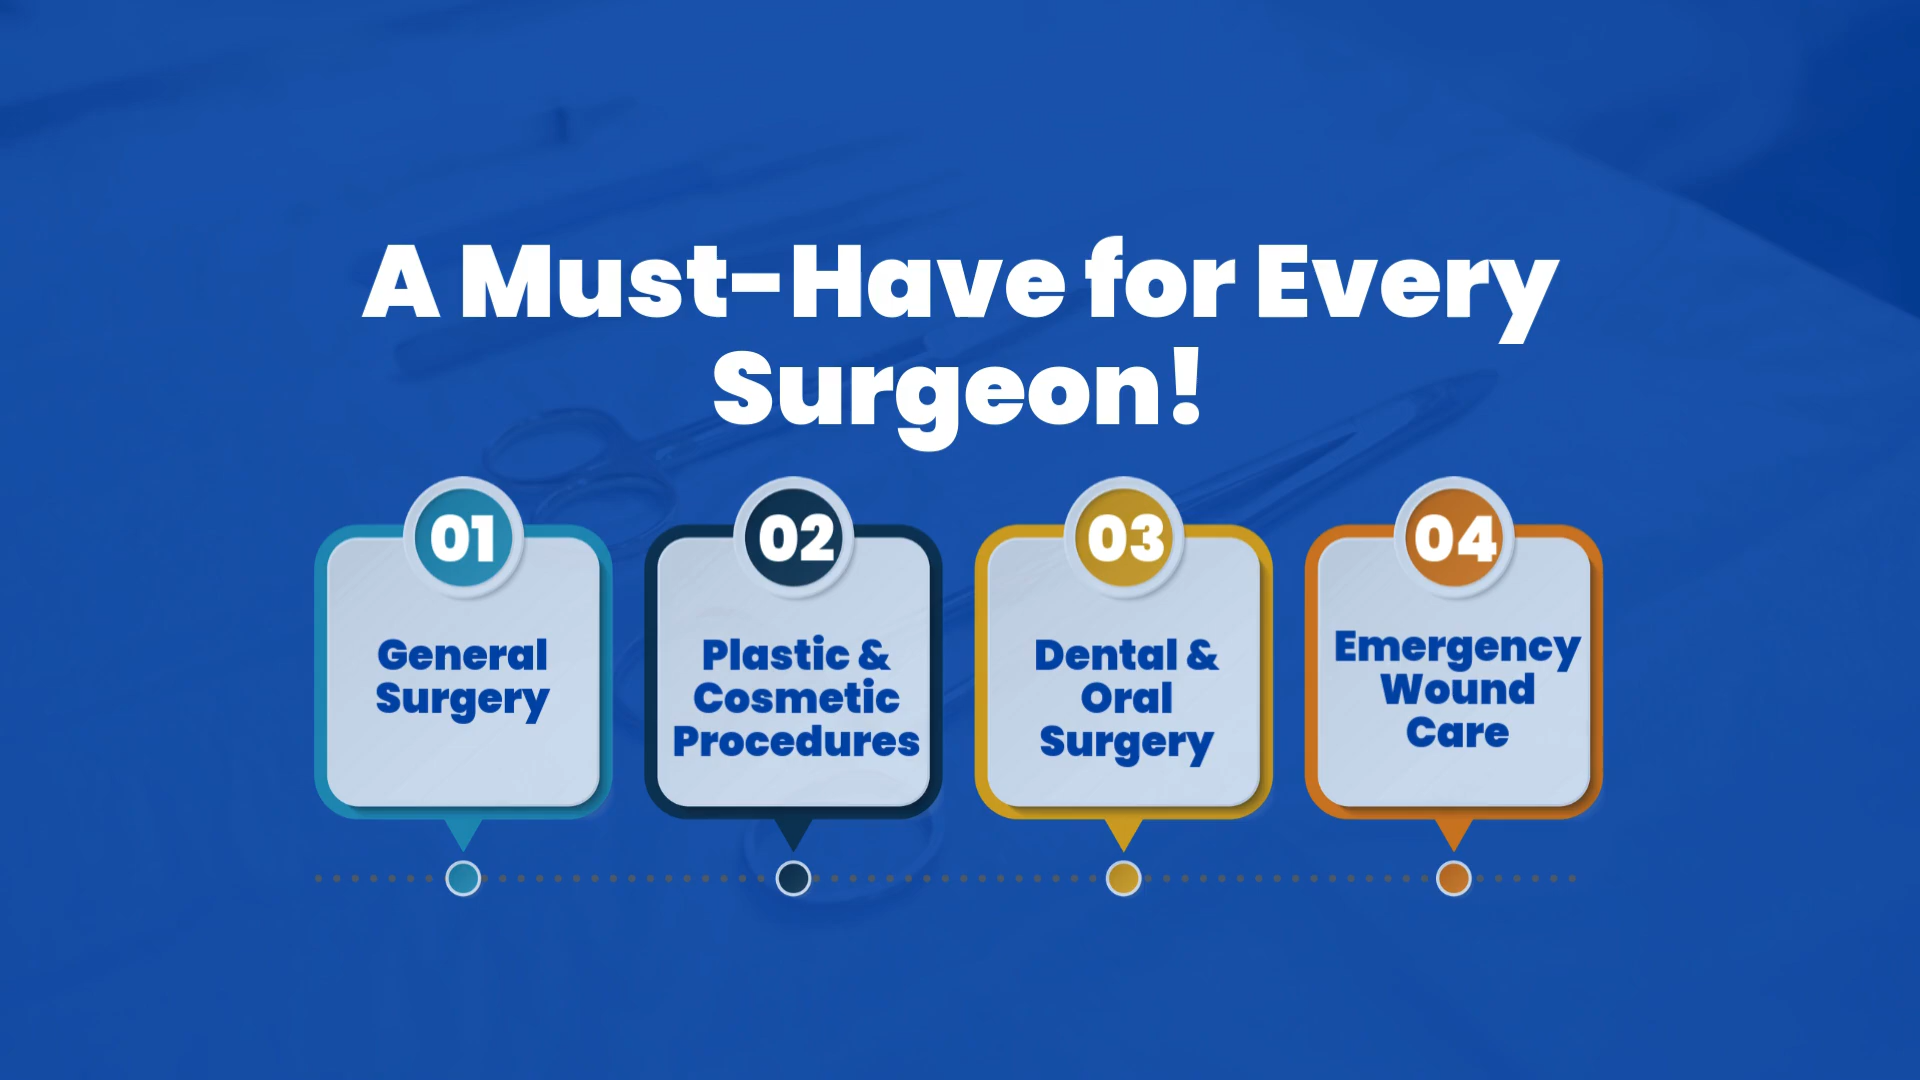 A Must-Have for Every
Surgeon!
01
General
Surgery
02
Plastic &
Cosmetic
Procedures
03
Dental &
Oral
Surgery
04
Emergency
Wound
Care